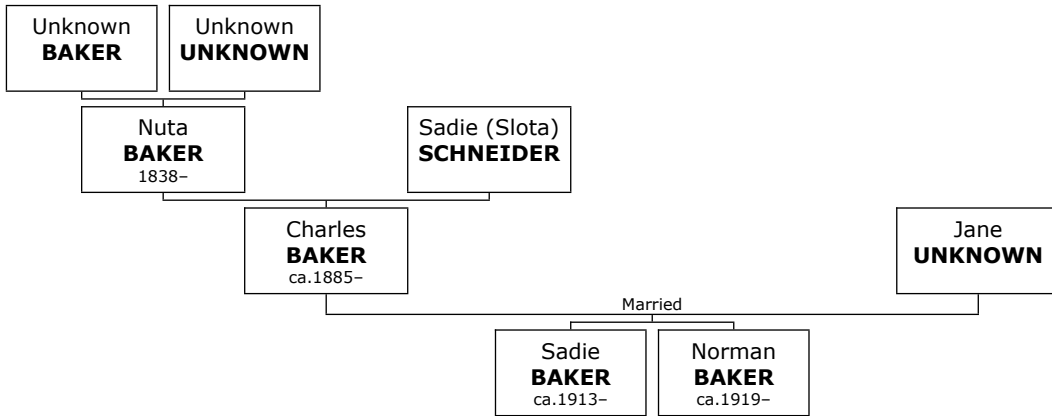 Unknown
BAKER
Unknown
UNKNOWN
Nuta
BAKER
1838–
Sadie (Slota)
SCHNEIDER
Charles
BAKER
ca.1885–
Jane
UNKNOWN
Married
Sadie
BAKER
ca.1913–
Norman
BAKER
ca.1919–